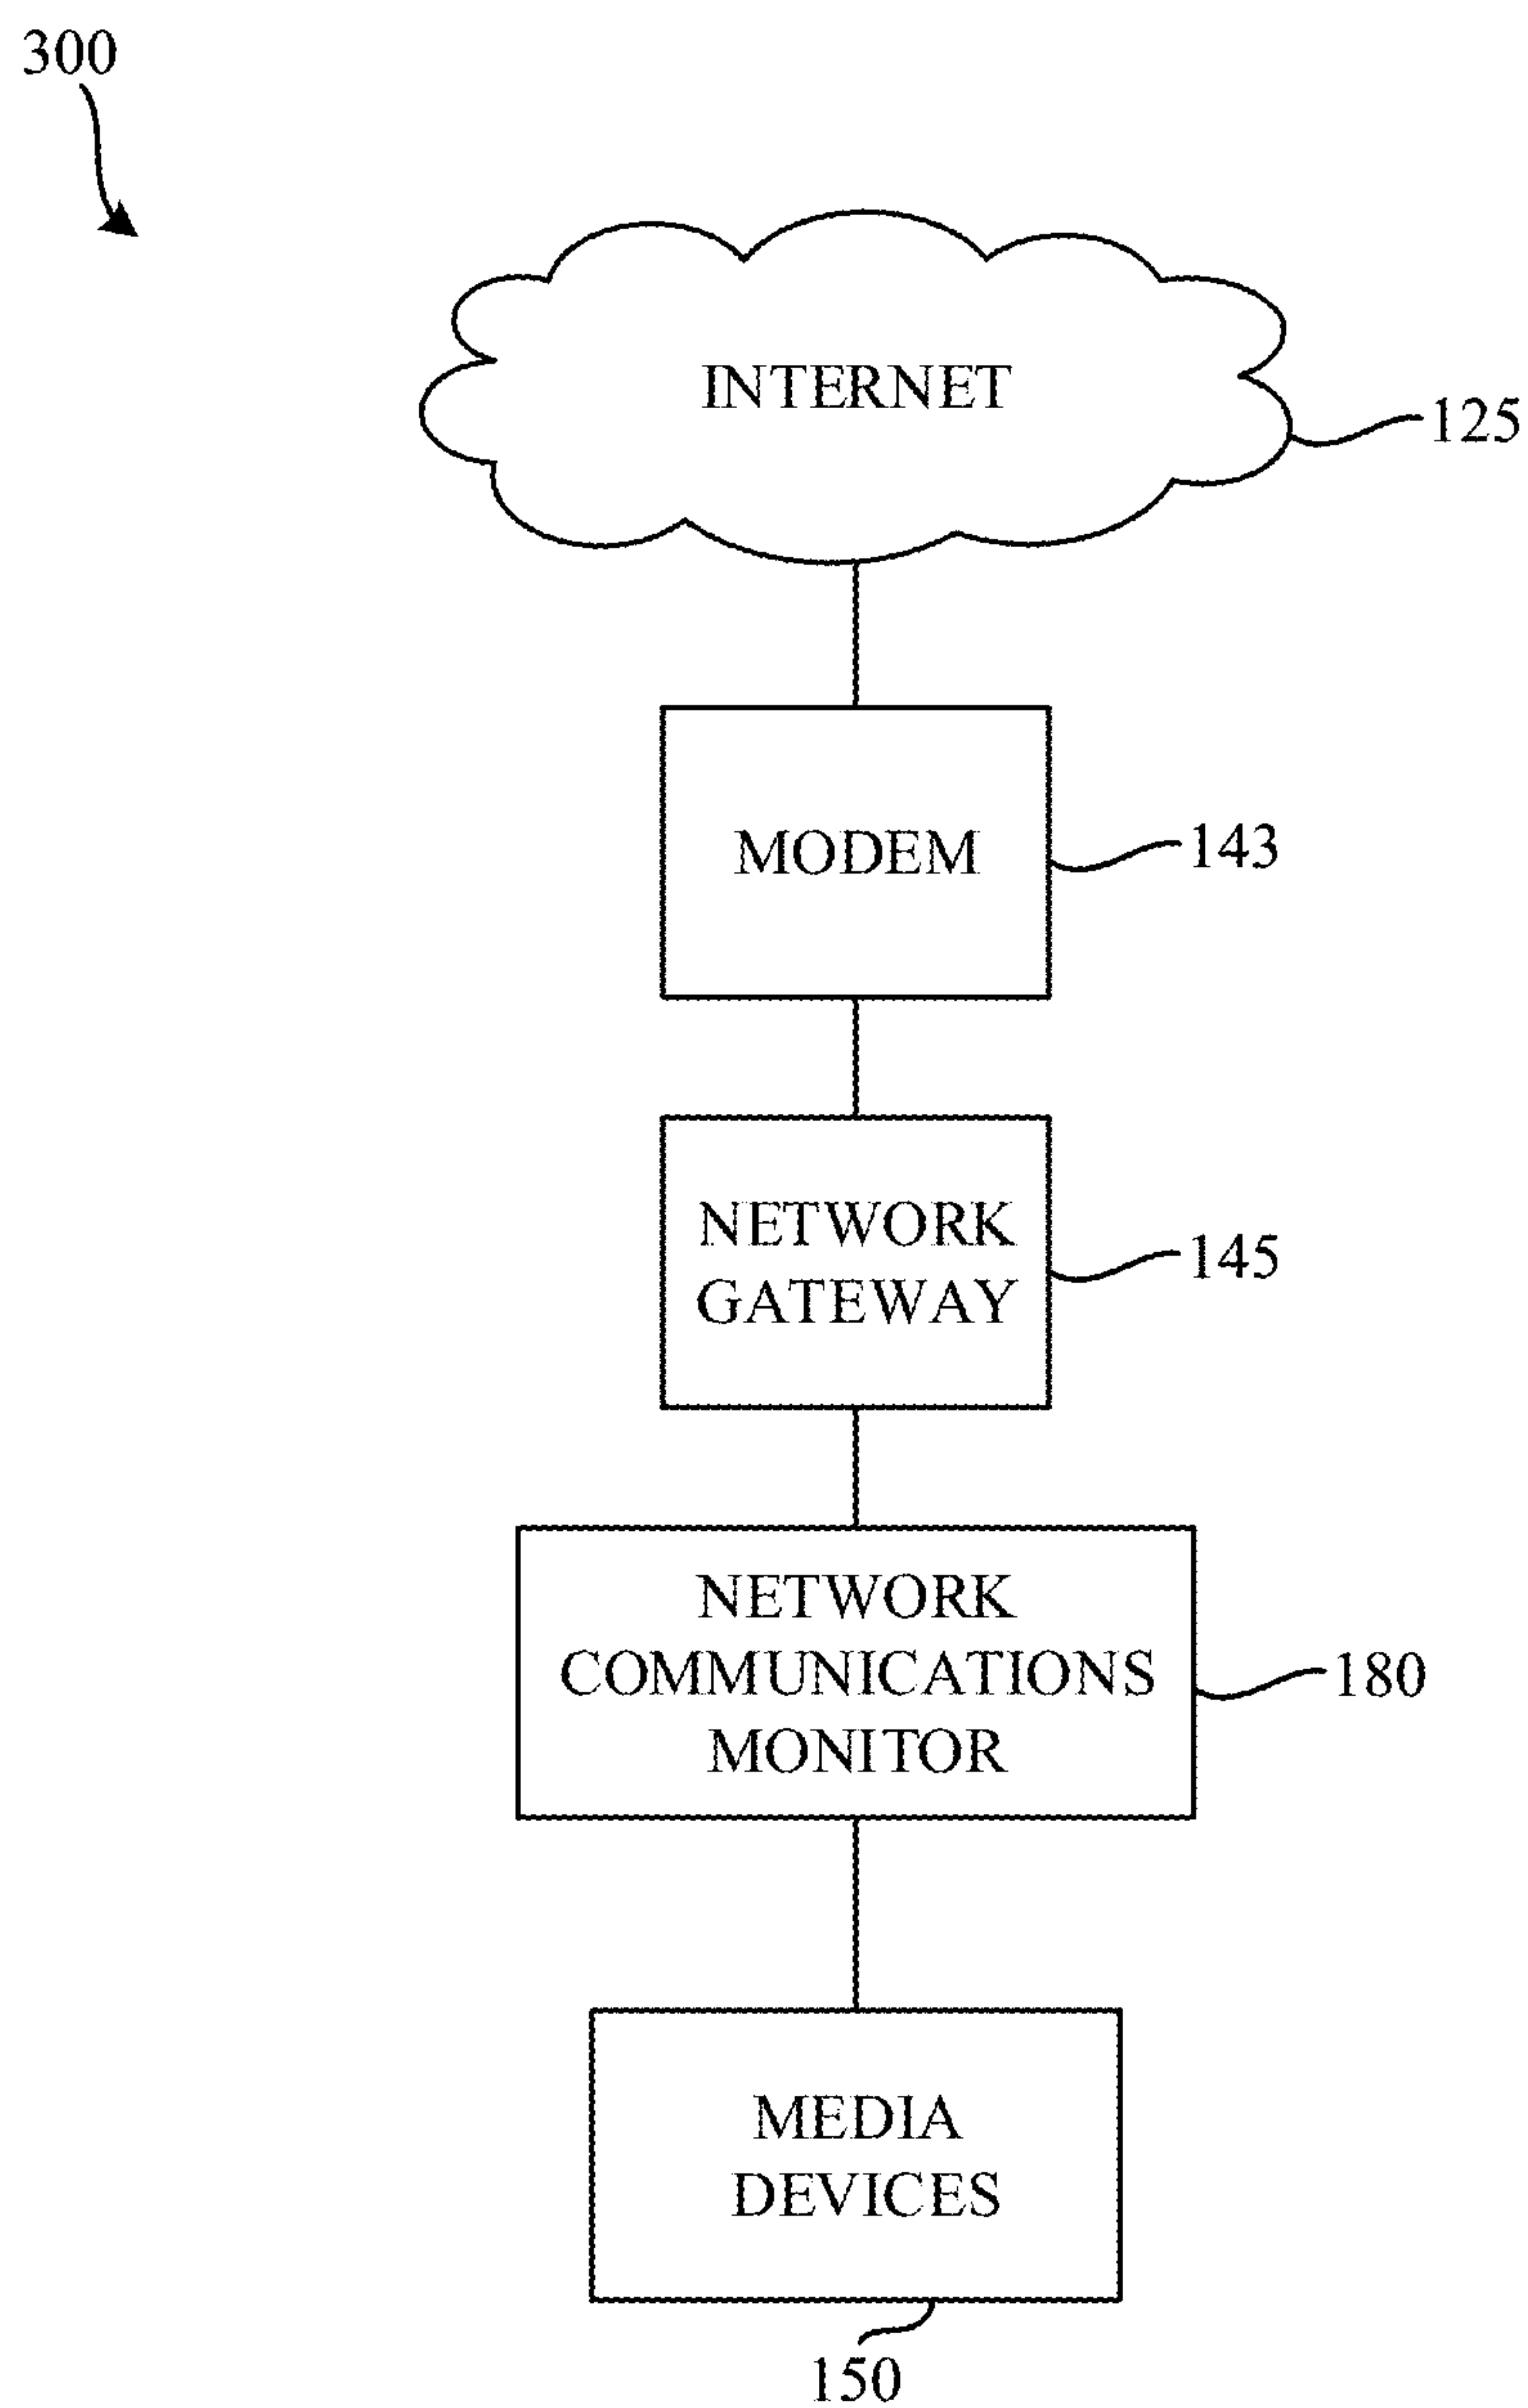 300
INTERNET
125
MODEM
143
NETWORK
GATEWAY
145
NETWORK
COMMUNICATIONS
MONITOR
180
MEDIA
DEVICES
150